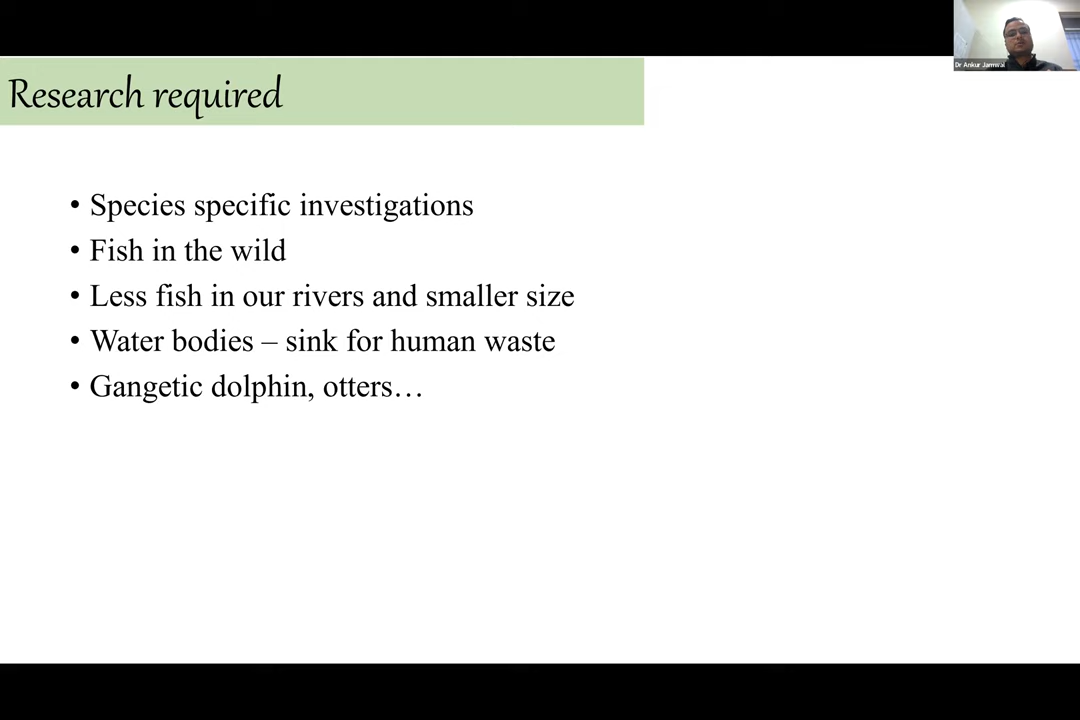 Dr Ankur Jamwal
Research required
• Species specific investigations
• Fish in the wild
• Less fish in our rivers and smaller size
• Water bodies – sink for human waste
• Gangetic dolphin, otters…